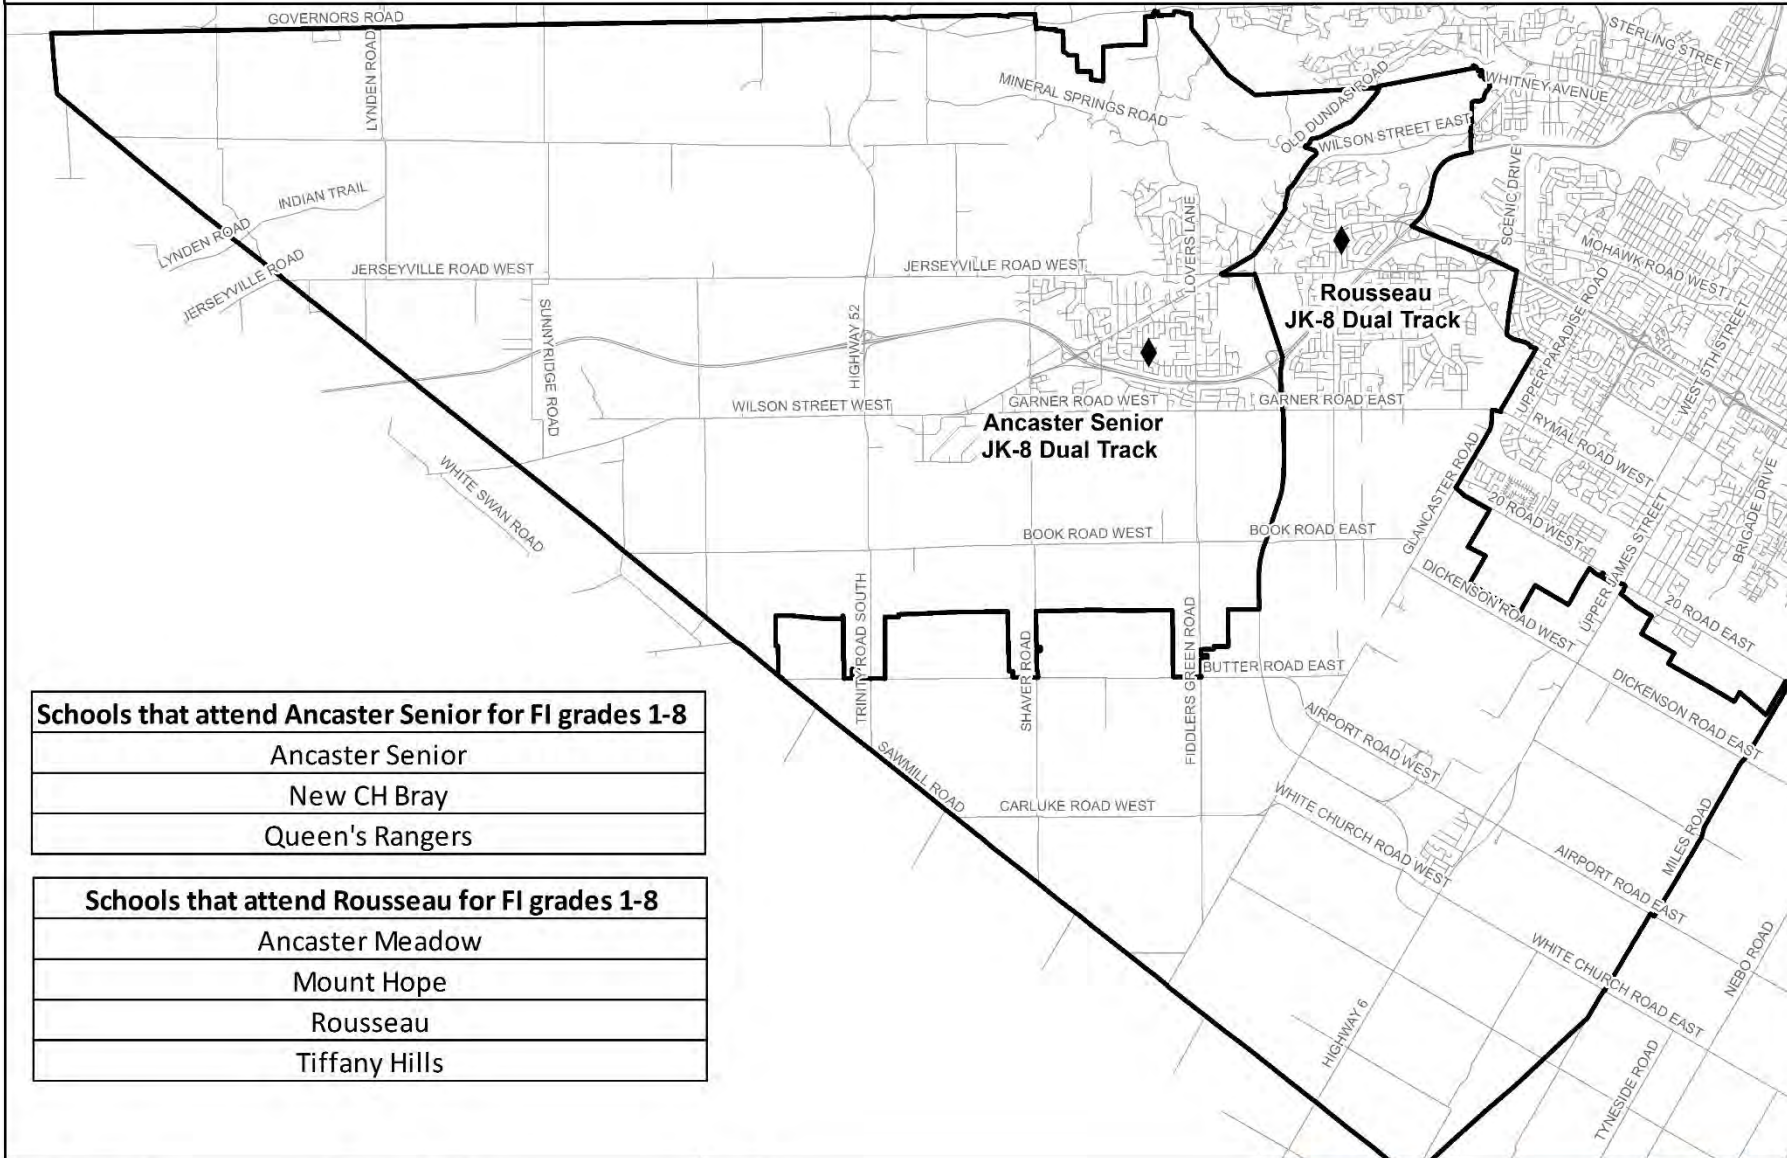 GOVERNORS ROAD
STERLING STREET
LYNDEN ROAD
MINERAL SPRINGS ROAD
OLD DUNDAS ROAD
WHITNEY AVENUE
WILSON STREET EAST
INDIAN TRAIL
LYNDEN ROAD
JERSEYVILLE ROAD
JERSEYVILLE ROAD WEST
JERSEYVILLE ROAD WEST
LOVERS LANE
SCENIC DRIVE
MOHAWK ROAD WEST
Rousseau
JK-8 Dual Track
SUNNYRIDGE ROAD
HIGHWAY 52
UPPER PARADISE ROAD
WEST 5TH STREET
WILSON STREET WEST
GARNER ROAD WEST
GARNER ROAD EAST
Ancaster Senior
JK-8 Dual Track
RYMAL ROAD WEST
WHITE SWAN ROAD
GLANCASTER ROAD
20 ROAD WEST
BRIGADE DRIVE
BOOK ROAD WEST
BOOK ROAD EAST
UPPER JAMES STREET
DICKENSON ROAD WEST
20 ROAD EAST
TRINITY ROAD SOUTH
SHAVER ROAD
FIDDLERS GREEN ROAD
BUTTER ROAD EAST
DICKENSON ROAD EAST
AIRPORT ROAD WEST
SAWMILL ROAD
CARLUKE ROAD WEST
WHITE CHURCH ROAD WEST
MILES ROAD
AIRPORT ROAD EAST
WHITE CHURCH ROAD EAST
NEBO ROAD
HIGHWAY 6
TYNESIDE ROAD
Schools that attend Ancaster Senior for FI grades 1-8
Ancaster Senior
New CH Bray
Queen's Rangers
Schools that attend Rousseau for FI grades 1-8
Ancaster Meadow
Mount Hope
Rousseau
Tiffany Hills